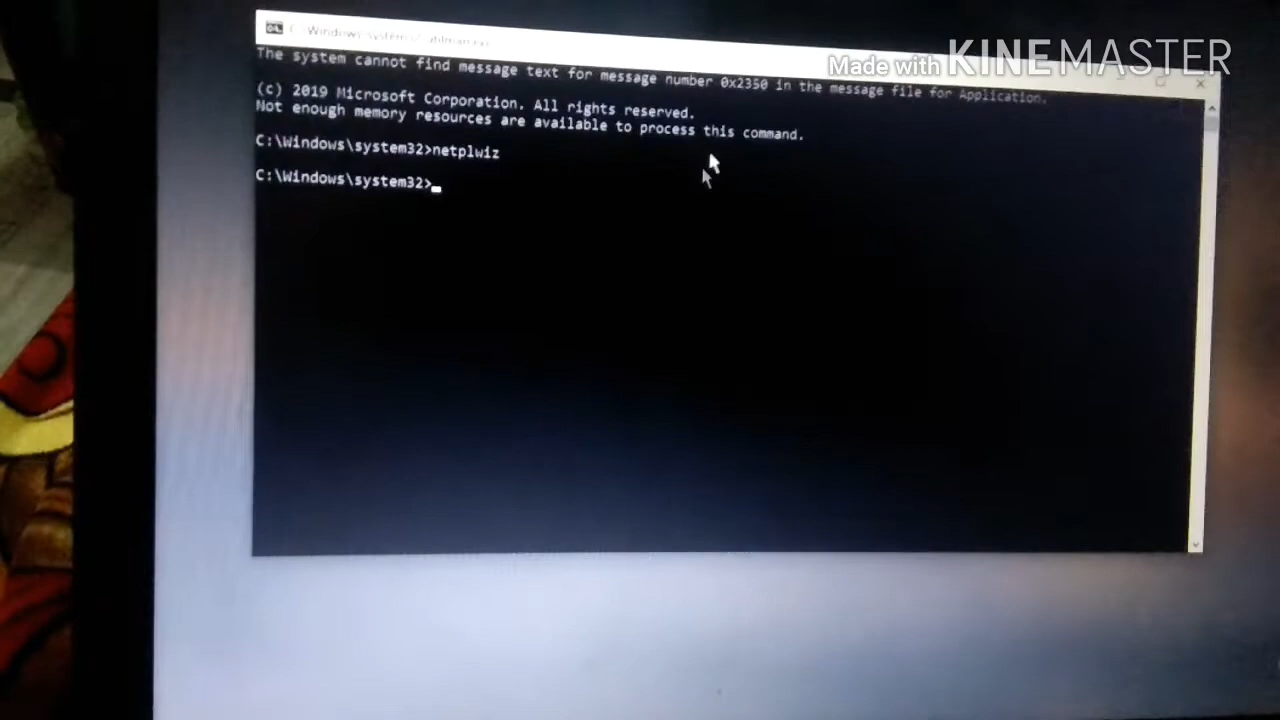 C:\Windows\system32\utilman.exe
Made with KINEMASTER
The system cannot find message text for message number 0x2350 in the message file for Application.
(c) 2019 Microsoft Corporation. All rights reserved.
Not enough memory resources are available to process this command.
C:\Windows\system32>netplwiz
C:\Windows\system32>